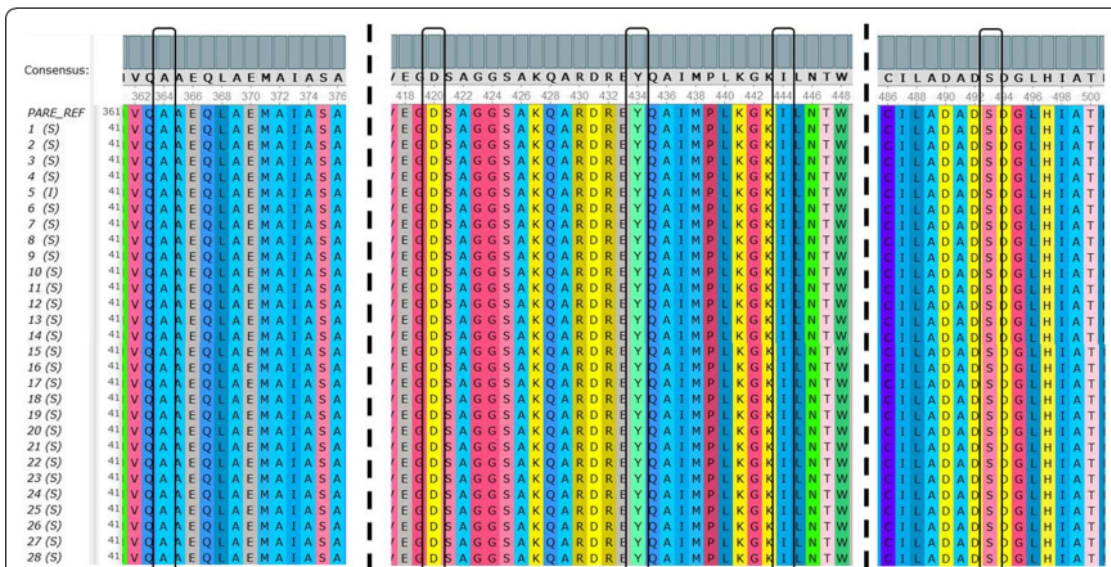 Consensus: I V Q A A E Q L A E M A I A S A V E G D S A G G S A K Q A R D R E Y Q A I M P L K G K I L N T W C I L A D A D S D G L H I A T
362 364 366 368 370 372 374 376 418 420 422 424 426 428 430 432 434 436 438 440 442 444 446 448 486 488 490 492 494 496 498 500
PARE_REF 361 V Q A A E Q L A E M A I A S A V E G D S A G G S A K Q A R D R E Y Q A I M P L K G K I L N T W C I L A D A D S D G L H I A T
1 (S) 41 V Q A A E Q L A E M A I A S A V E G D S A G G S A K Q A R D R E Y Q A I M P L K G K I L N T W C I L A D A D S D G L H I A T
2 (S) 41 V Q A A E Q L A E M A I A S A V E G D S A G G S A K Q A R D R E Y Q A I M P L K G K I L N T W C I L A D A D S D G L H I A T
3 (S) 41 V Q A A E Q L A E M A I A S A V E G D S A G G S A K Q A R D R E Y Q A I M P L K G K I L N T W C I L A D A D S D G L H I A T
4 (S) 41 V Q A A E Q L A E M A I A S A V E G D S A G G S A K Q A R D R E Y Q A I M P L K G K I L N T W C I L A D A D S D G L H I A T
5 (I) 41 V Q A A E Q L A E M A I A S A V E G D S A G G S A K Q A R D R E Y Q A I M P L K G K I L N T W C I L A D A D S D G L H I A T
6 (S) 41 V Q A A E Q L A E M A I A S A V E G D S A G G S A K Q A R D R E Y Q A I M P L K G K I L N T W C I L A D A D S D G L H I A T
7 (S) 41 V Q A A E Q L A E M A I A S A V E G D S A G G S A K Q A R D R E Y Q A I M P L K G K I L N T W C I L A D A D S D G L H I A T
8 (S) 41 V Q A A E Q L A E M A I A S A V E G D S A G G S A K Q A R D R E Y Q A I M P L K G K I L N T W C I L A D A D S D G L H I A T
9 (S) 41 V Q A A E Q L A E M A I A S A V E G D S A G G S A K Q A R D R E Y Q A I M P L K G K I L N T W C I L A D A D S D G L H I A T
10 (S) 41 V Q A A E Q L A E M A I A S A V E G D S A G G S A K Q A R D R E Y Q A I M P L K G K I L N T W C I L A D A D S D G L H I A T
11 (S) 41 V Q A A E Q L A E M A I A S A V E G D S A G G S A K Q A R D R E Y Q A I M P L K G K I L N T W C I L A D A D S D G L H I A T
12 (S) 41 V Q A A E Q L A E M A I A S A V E G D S A G G S A K Q A R D R E Y Q A I M P L K G K I L N T W C I L A D A D S D G L H I A T
13 (S) 41 V Q A A E Q L A E M A I A S A V E G D S A G G S A K Q A R D R E Y Q A I M P L K G K I L N T W C I L A D A D S D G L H I A T
14 (S) 41 V Q A A E Q L A E M A I A S A V E G D S A G G S A K Q A R D R E Y Q A I M P L K G K I L N T W C I L A D A D S D G L H I A T
15 (S) 41 V Q A A E Q L A E M A I A S A V E G D S A G G S A K Q A R D R E Y Q A I M P L K G K I L N T W C I L A D A D S D G L H I A T
16 (S) 41 V Q A A E Q L A E M A I A S A V E G D S A G G S A K Q A R D R E Y Q A I M P L K G K I L N T W C I L A D A D S D G L H I A T
17 (S) 41 V Q A A E Q L A E M A I A S A V E G D S A G G S A K Q A R D R E Y Q A I M P L K G K I L N T W C I L A D A D S D G L H I A T
18 (S) 41 V Q A A E Q L A E M A I A S A V E G D S A G G S A K Q A R D R E Y Q A I M P L K G K I L N T W C I L A D A D S D G L H I A T
19 (S) 41 V Q A A E Q L A E M A I A S A V E G D S A G G S A K Q A R D R E Y Q A I M P L K G K I L N T W C I L A D A D S D G L H I A T
20 (S) 41 V Q A A E Q L A E M A I A S A V E G D S A G G S A K Q A R D R E Y Q A I M P L K G K I L N T W C I L A D A D S D G L H I A T
21 (S) 41 V Q A A E Q L A E M A I A S A V E G D S A G G S A K Q A R D R E Y Q A I M P L K G K I L N T W C I L A D A D S D G L H I A T
22 (S) 41 V Q A A E Q L A E M A I A S A V E G D S A G G S A K Q A R D R E Y Q A I M P L K G K I L N T W C I L A D A D S D G L H I A T
23 (S) 41 V Q A A E Q L A E M A I A S A V E G D S A G G S A K Q A R D R E Y Q A I M P L K G K I L N T W C I L A D A D S D G L H I A T
24 (S) 41 V Q A A E Q L A E M A I A S A V E G D S A G G S A K Q A R D R E Y Q A I M P L K G K I L N T W C I L A D A D S D G L H I A T
25 (S) 41 V Q A A E Q L A E M A I A S A V E G D S A G G S A K Q A R D R E Y Q A I M P L K G K I L N T W C I L A D A D S D G L H I A T
26 (S) 41 V Q A A E Q L A E M A I A S A V E G D S A G G S A K Q A R D R E Y Q A I M P L K G K I L N T W C I L A D A D S D G L H I A T
27 (S) 41 V Q A A E Q L A E M A I A S A V E G D S A G G S A K Q A R D R E Y Q A I M P L K G K I L N T W C I L A D A D S D G L H I A T
28 (S) 41 V Q A A E Q L A E M A I A S A V E G D S A G G S A K Q A R D R E Y Q A I M P L K G K I L N T W C I L A D A D S D G L H I A T